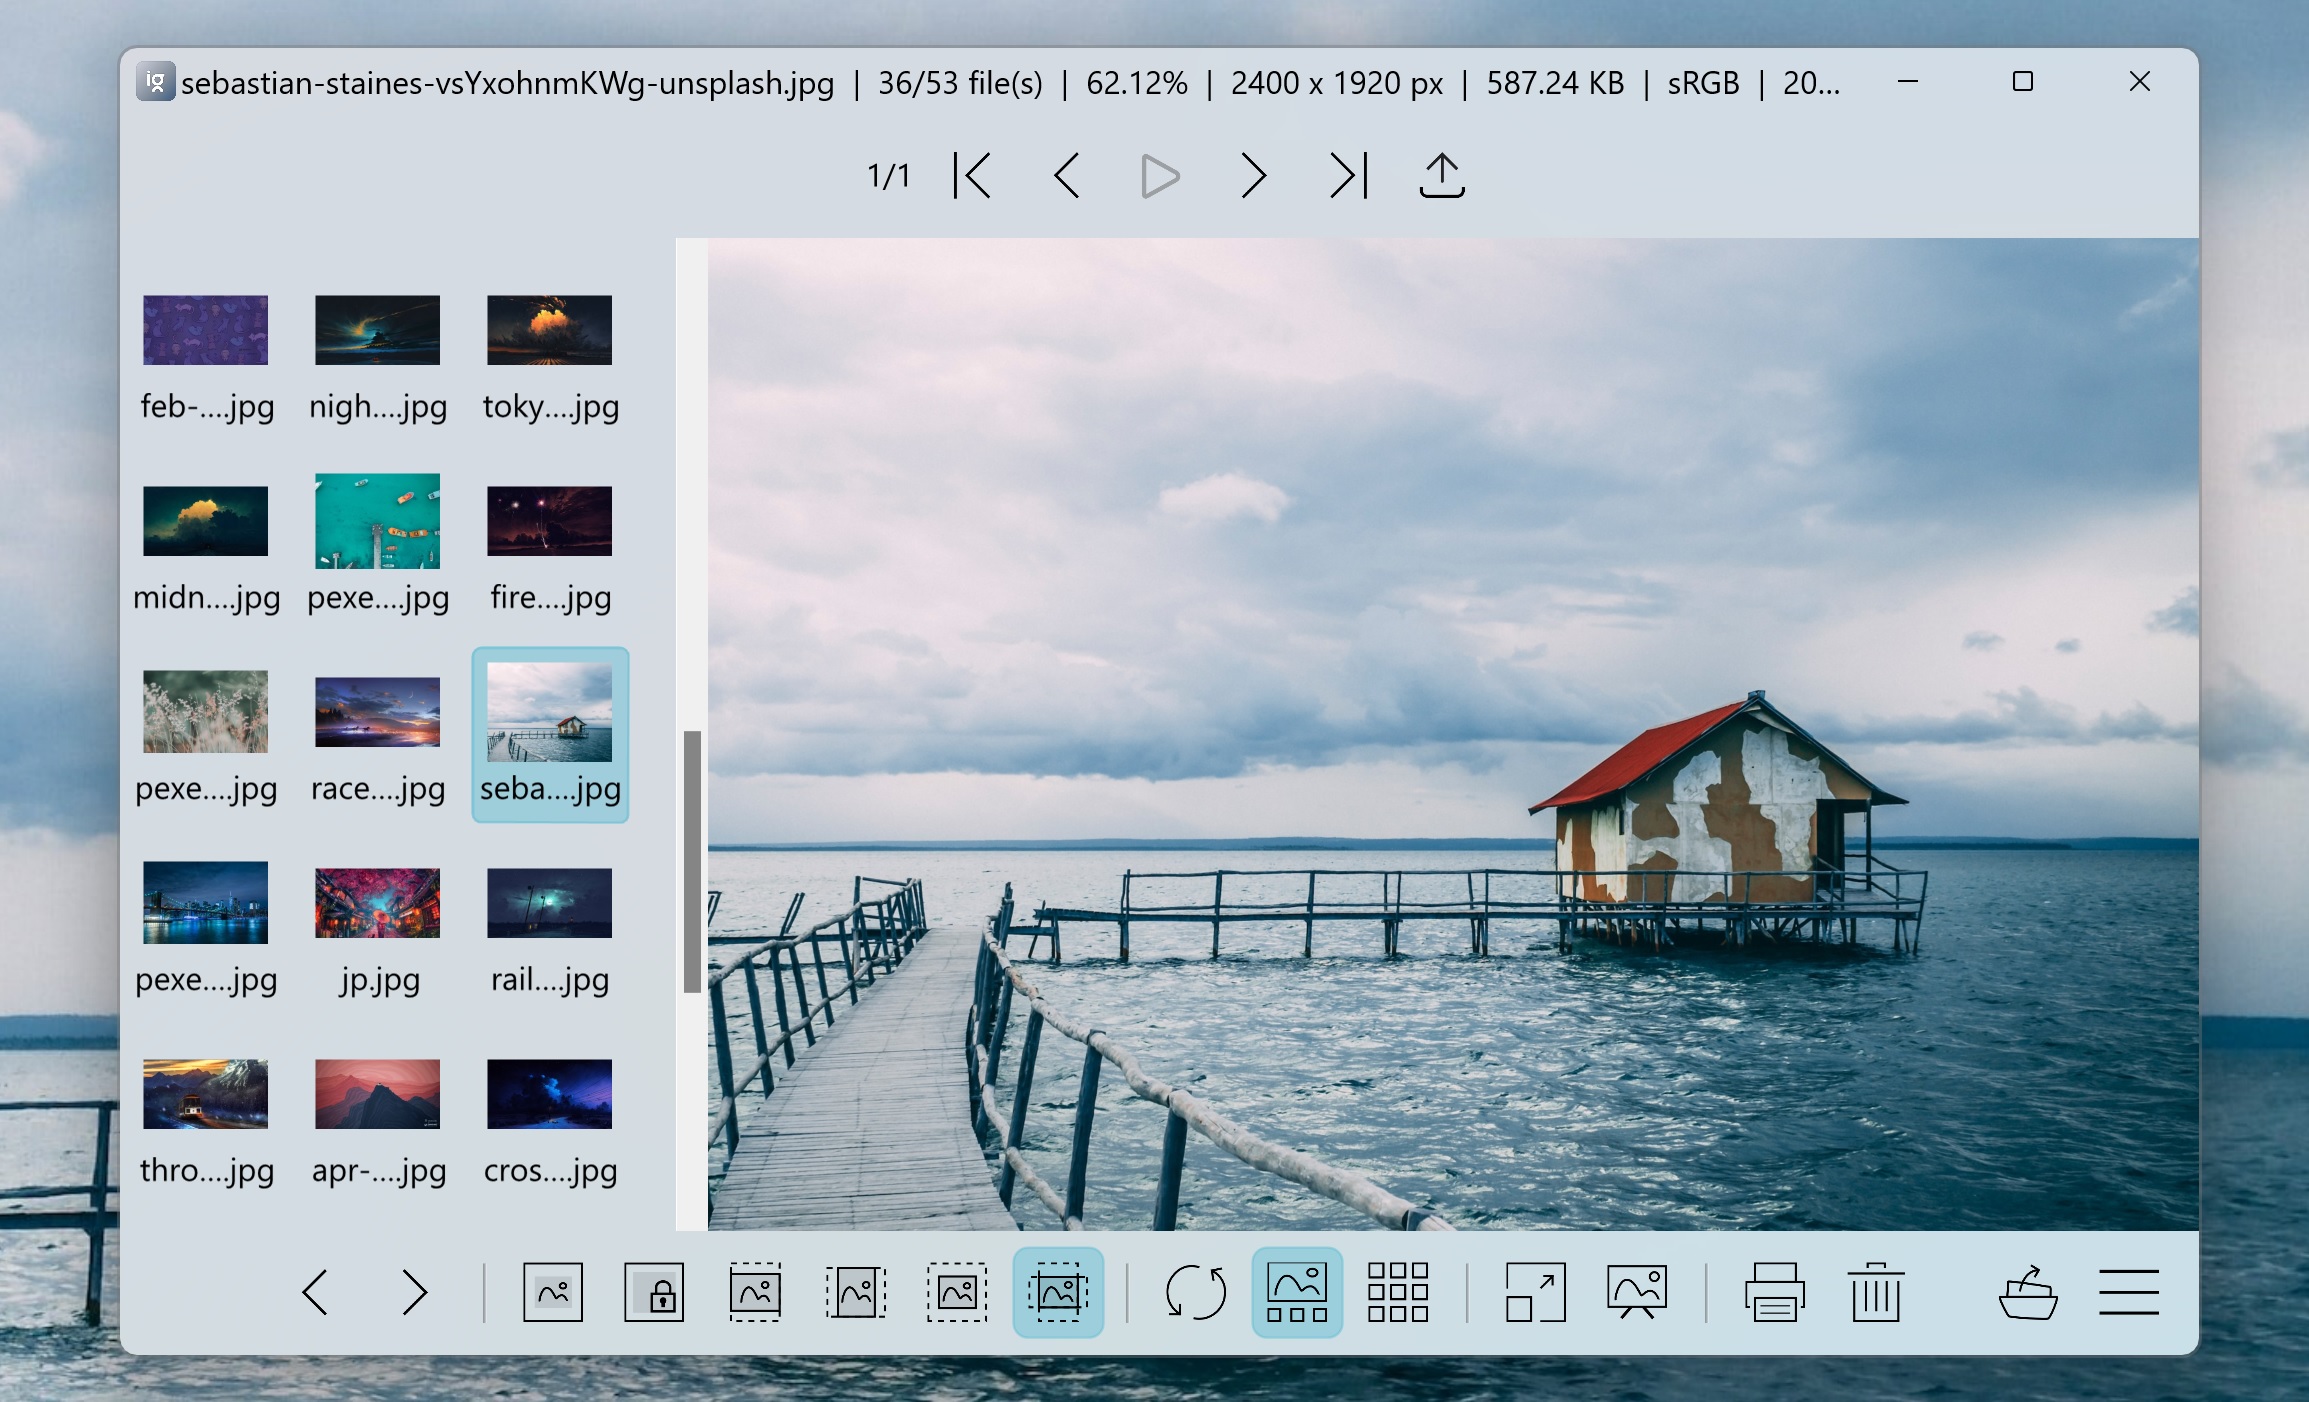 ig sebastian-staines-vsYxohnmKWg-unsplash.jpg | 36/53 file(s) | 62.12% | 2400 x 1920 px | 587.24 KB | sRGB | 20...
1/1
feb-....jpg nigh....jpg toky....jpg
midn....jpg pexe....jpg fire....jpg
pexe....jpg race....jpg seba....jpg
pexe....jpg jp.jpg rail....jpg
thro....jpg apr-....jpg cros....jpg